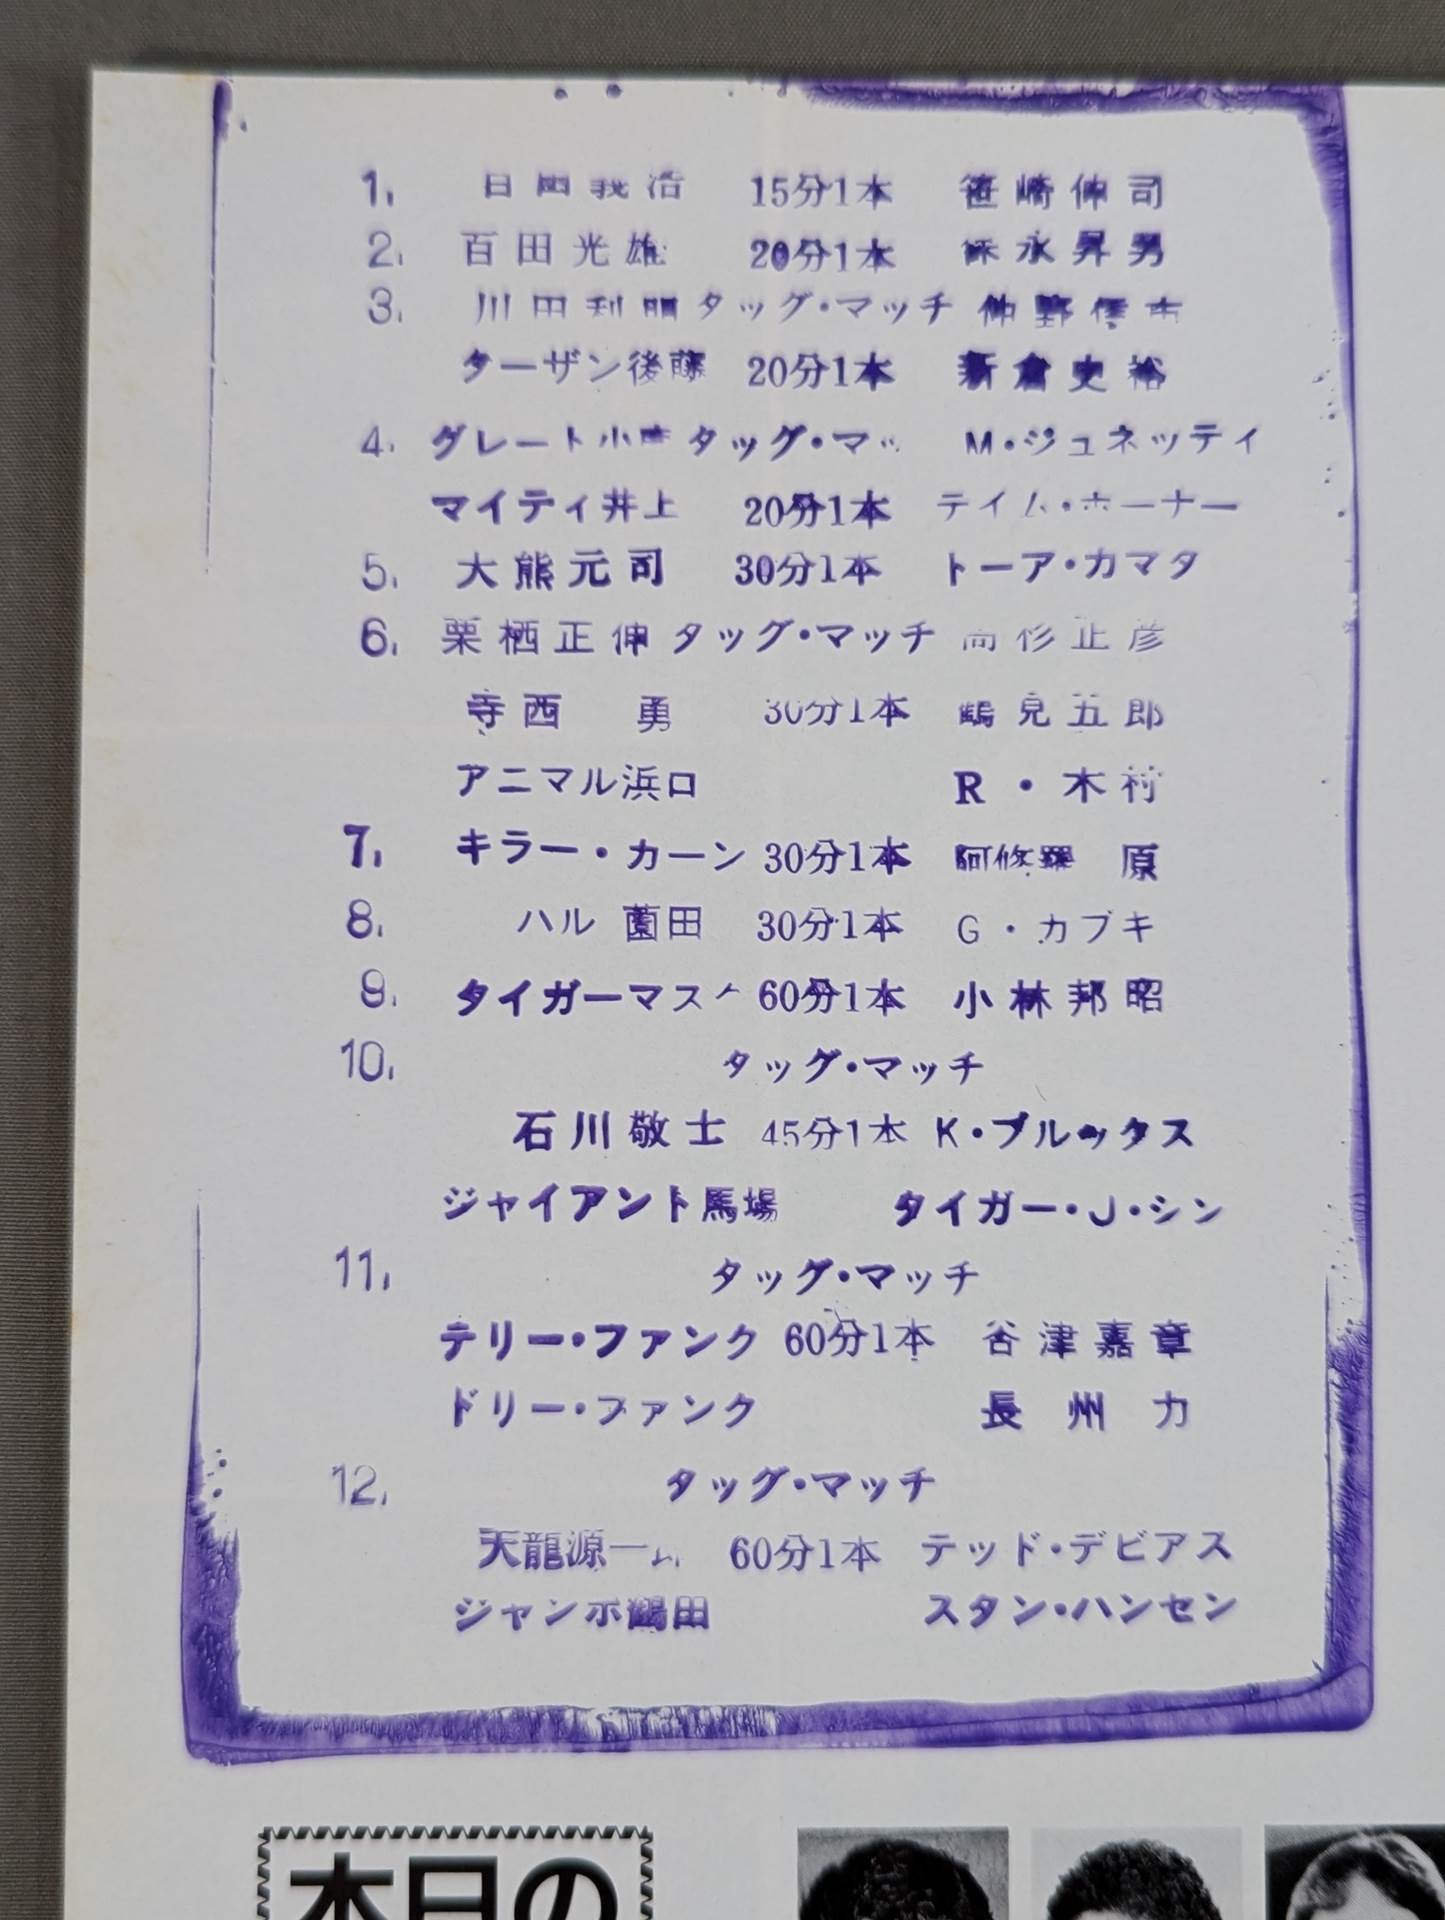 1. 15分1本 笹崎伸司
2. 百田光雄 20分1本 永昇男
3. 川田利明 タッグ・マッチ 仲野信市
ターザン後藤 20分1本 新倉史裕
4. グレート小鹿 タッグ・マッ M・ジュネッティ
マイティ井上 20分1本 テイム・ホーナー
5. 大熊元司 30分1本 トーア・カマタ
6. 栗栖正伸 タッグ・マッチ 高杉正彦
寺西 勇 30分1本 鶴見五郎
アニマル浜口 R・木村
7. キラー・カーン 30分1本 阿修羅 原
8. ハル 薗田 30分1本 G・カブキ
9. タイガーマスク 60分1本 小林邦昭
10. タッグ・マッチ
石川敬士 45分1本 K・ブルックス
ジャイアント馬場 タイガー・J・シン
11. タッグ・マッチ
テリー・ファンク 60分1本 谷津嘉章
ドリー・ファンク 長州力
12. タッグ・マッチ
天龍源一郎 60分1本 テッド・デビアス
ジャンボ鶴田 スタン・ハンセン
本日の